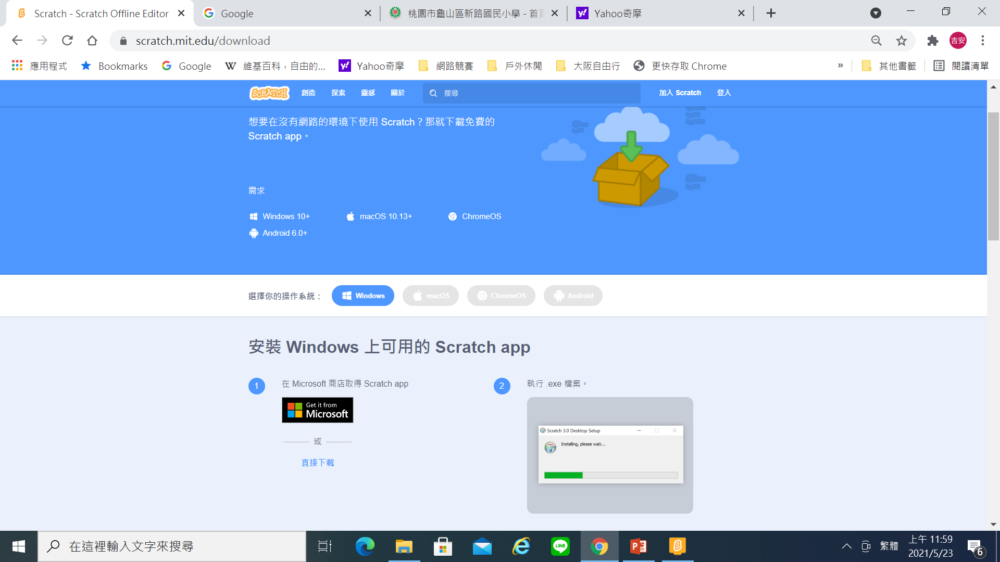 Scratch - Scratch Offline Editor
Google
桃園市龜山區新路國民小學 - 首頁
Yahoo奇摩
scratch.mit.edu/download
吉安
應用程式
Bookmarks
Google
維基百科，自由的...
Yahoo奇摩
網路競賽
戶外休閒
大阪自由行
更快存取 Chrome
»
其他書籤
閱讀清單
SCRATCH
創造
探索
靈感
關於
搜尋
加入 Scratch
登入
想要在沒有網路的環境下使用 Scratch？那就下載免費的
Scratch app。
需求
Windows 10+
macOS 10.13+
ChromeOS
Android 6.0+
選擇你的操作系統：
Windows
macOS
ChromeOS
Android
安裝 Windows 上可用的 Scratch app
1
在 Microsoft 商店取得 Scratch app
Get it from
Microsoft
或
直接下載
2
執行 .exe 檔案。
Scratch 3.0 Desktop Setup
Installing, please wait...
在這裡輸入文字來搜尋
LINE
繁體
上午 11:59
2021/5/23
6